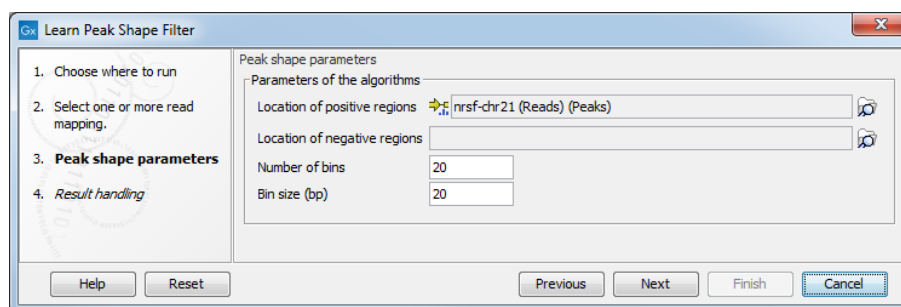 Gx Learn Peak Shape Filter
1. Choose where to run
2. Select one or more read
mapping.
3. Peak shape parameters
4. Result handling
Peak shape parameters
Parameters of the algorithms
Location of positive regions nrsf-chr21 (Reads) (Peaks)
Location of negative regions
Number of bins 20
Bin size (bp) 20
Help Reset Previous Next Finish Cancel